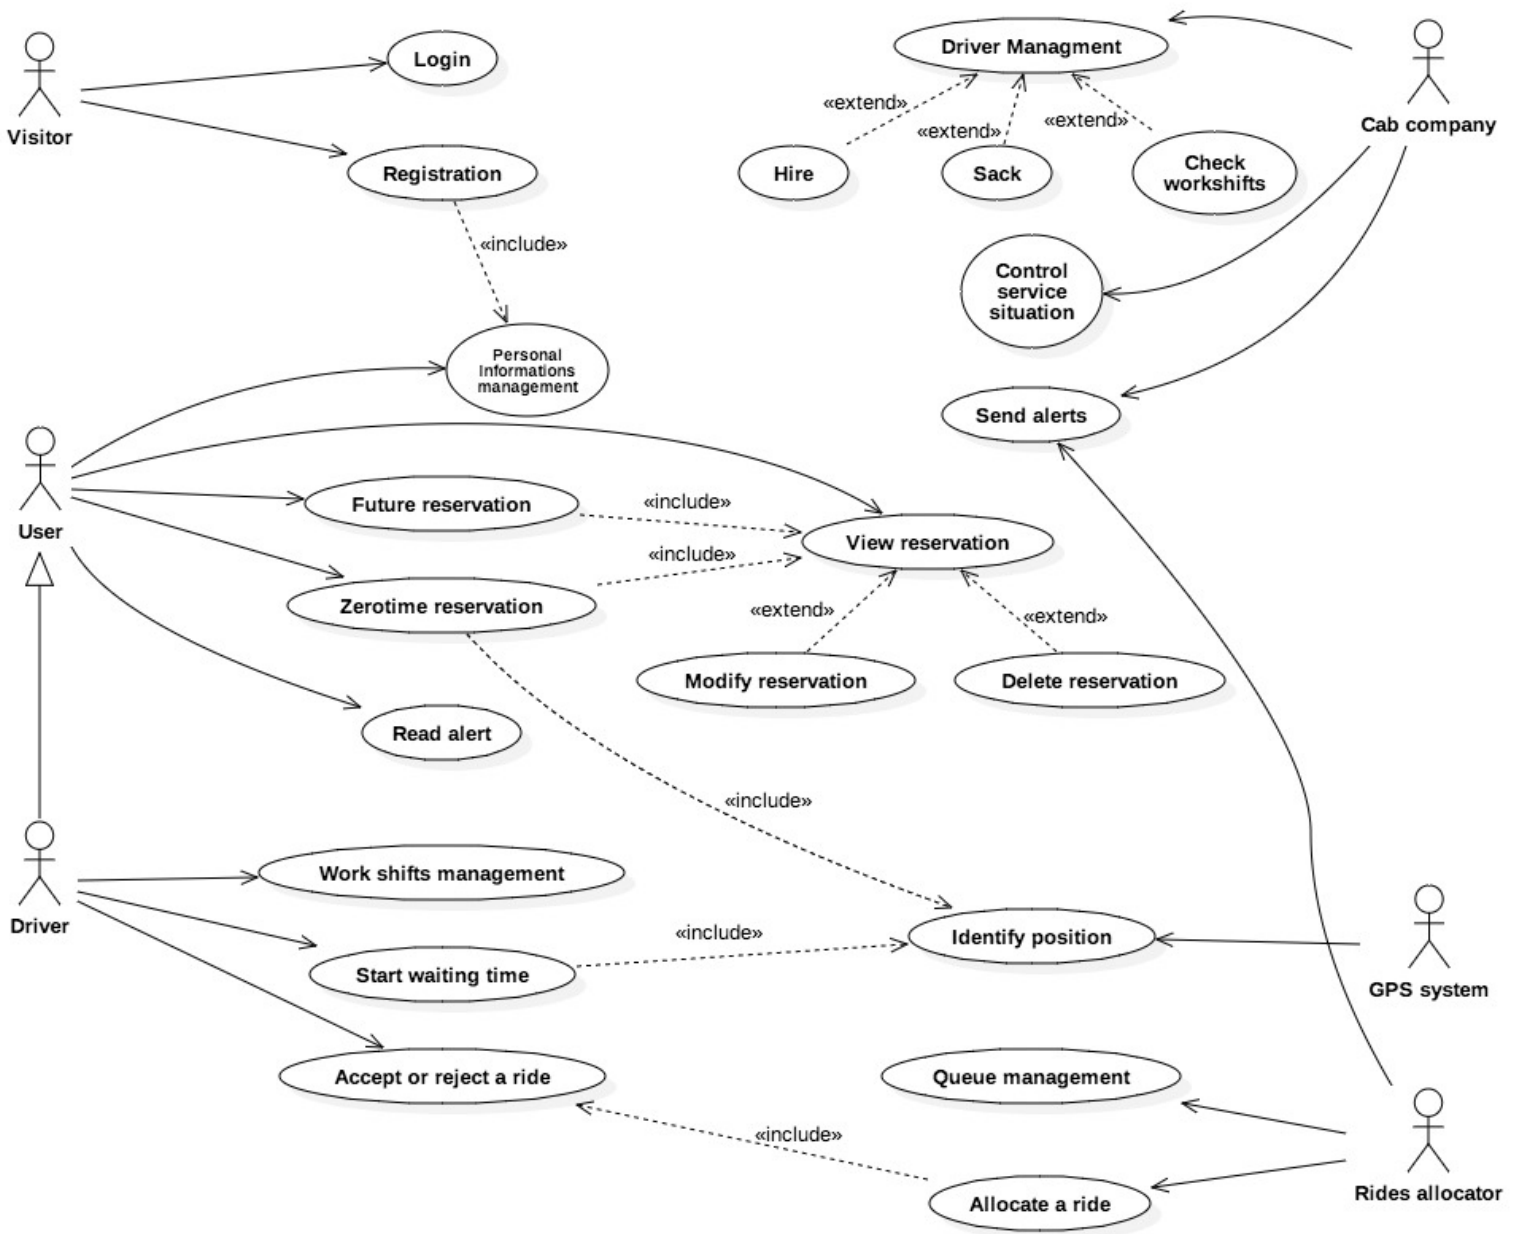 Login
Driver Managment
Visitor
Cab company
«extend»
«extend»
«extend»
Registration
Hire
Sack
Check
workshifts
«include»
Control
service
situation
Personal
Informations
management
Send alerts
User
Future reservation
«include»
View reservation
«include»
Zerotime reservation
«extend»
«extend»
Modify reservation
Delete reservation
Read alert
«include»
Work shifts management
Driver
«include»
Identify position
Start waiting time
GPS system
Accept or reject a ride
Queue management
«include»
Rides allocator
Allocate a ride